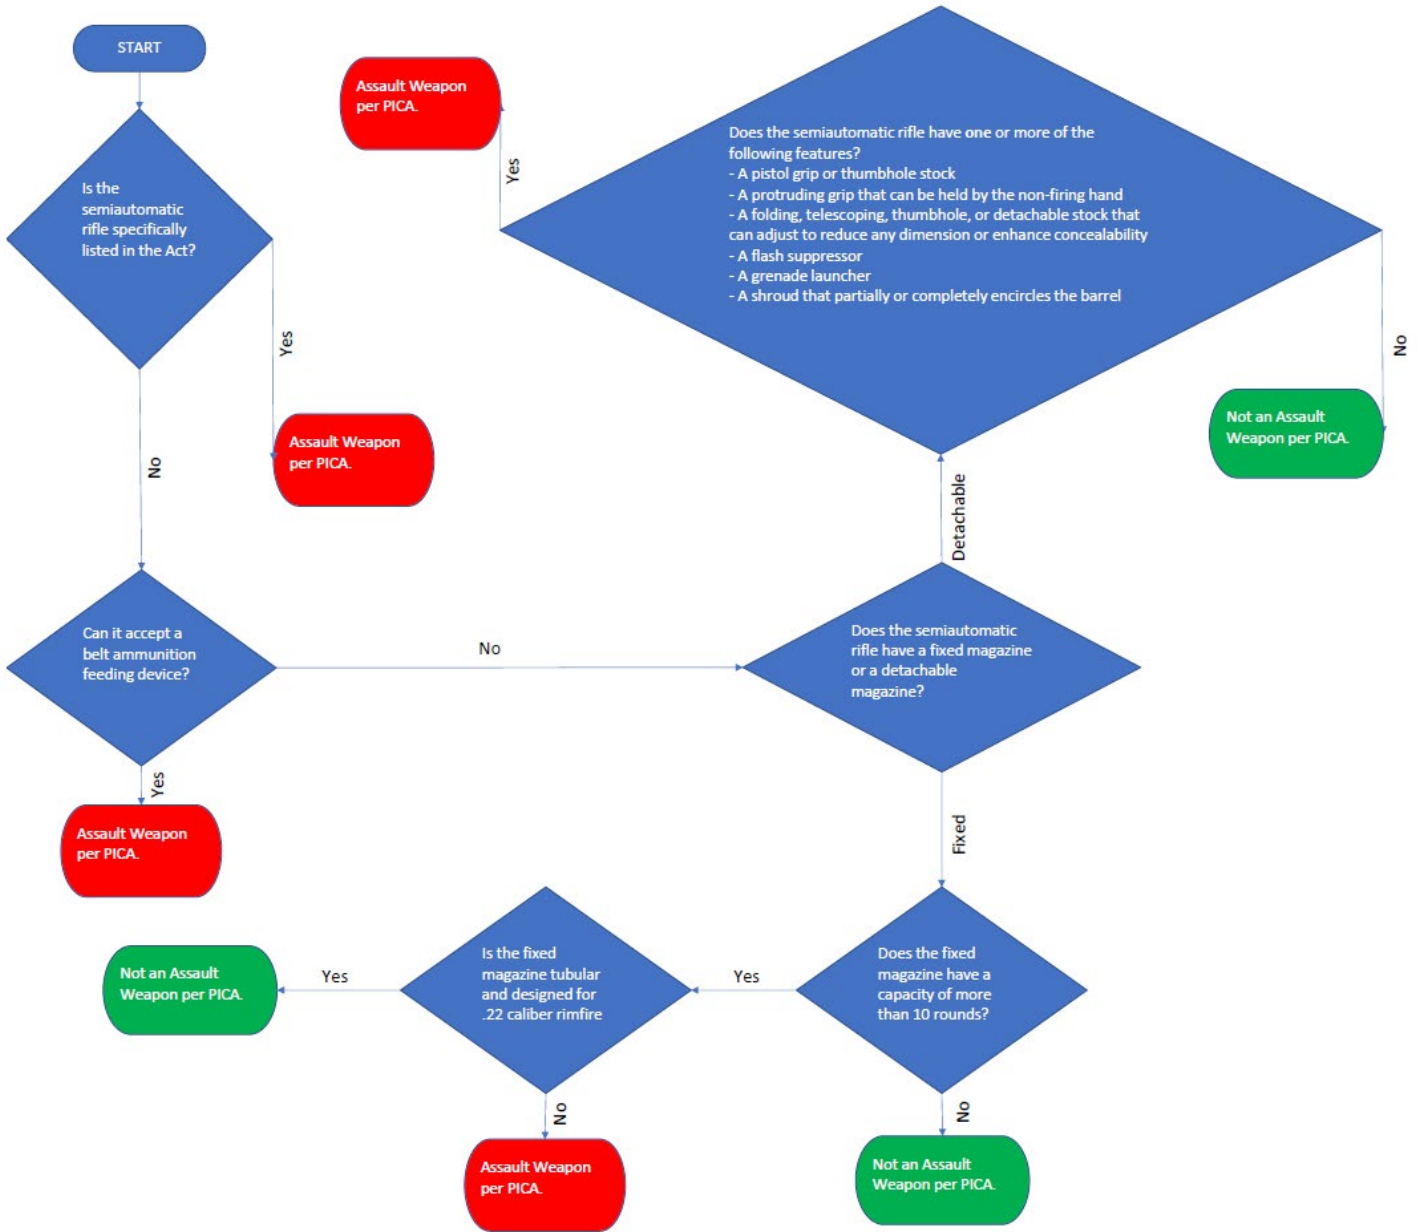 START
Is the
semiautomatic
rifle specifically
listed in the Act?
Yes
Assault Weapon
per PICA.
No
Can it accept a
belt ammunition
feeding device?
Yes
Assault Weapon
per PICA.
No
Does the semiautomatic
rifle have a fixed magazine
or a detachable
magazine?
Detachable
Does the semiautomatic rifle have one or more of the
following features?
- A pistol grip or thumbhole stock
- A protruding grip that can be held by the non-firing hand
- A folding, telescoping, thumbhole, or detachable stock that
can adjust to reduce any dimension or enhance concealability
- A flash suppressor
- A grenade launcher
- A shroud that partially or completely encircles the barrel
Yes
Assault Weapon
per PICA.
No
Not an Assault
Weapon per PICA.
Fixed
Does the fixed
magazine have a
capacity of more
than 10 rounds?
No
Not an Assault
Weapon per PICA.
Yes
Is the fixed
magazine tubular
and designed for
.22 caliber rimfire
No
Assault Weapon
per PICA.
Yes
Not an Assault
Weapon per PICA.